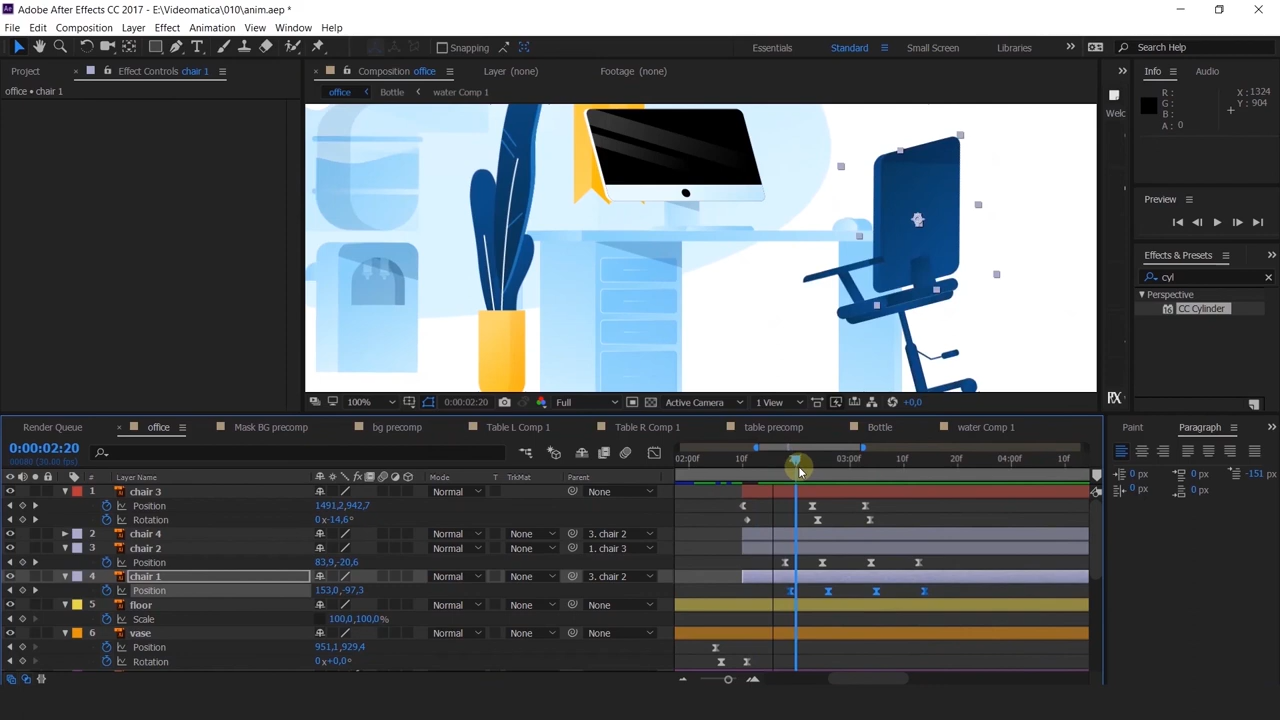 Adobe After Effects CC 2017 - E:\Videomatica\010\anim.aep *
File Edit Composition Layer Effect Animation View Window Help
Snapping Essentials Standard Small Screen Libraries Search Help
Project Effect Controls chair 1 Composition office Layer (none) Footage (none) Info Audio
office • chair 1 office Bottle water Comp 1
R: X: 1324
G: Y: 904
B:
A: 0
Welc
Preview
Effects & Presets
cyl
Perspective
CC Cylinder
100% 0:00:02:20 Full Active Camera 1 View +0,0
Render Queue office Mask BG precomp bg precomp Table L Comp 1 Table R Comp 1 table precomp Bottle water Comp 1 Paint Paragraph
0:00:02:20
00080 (30.00 fps)
02:00f 10f 20f 03:00f 10f 20f 04:00f 10f
0 px 0 px -151 px
0 px 0 px
# Layer Name Mode T TrkMat Parent
1 chair 3 Normal None
Position 1491,2,942,7
Rotation 0x-14,6°
2 chair 4 Normal None 3. chair 2
3 chair 2 Normal None 1. chair 3
Position 83,9,-20,6
4 chair 1 Normal None 3. chair 2
Position 153,0,-97,3
5 floor Normal None None
Scale 100,0,100,0%
6 vase Normal None None
Position 951,1,929,4
Rotation 0x+0,0°